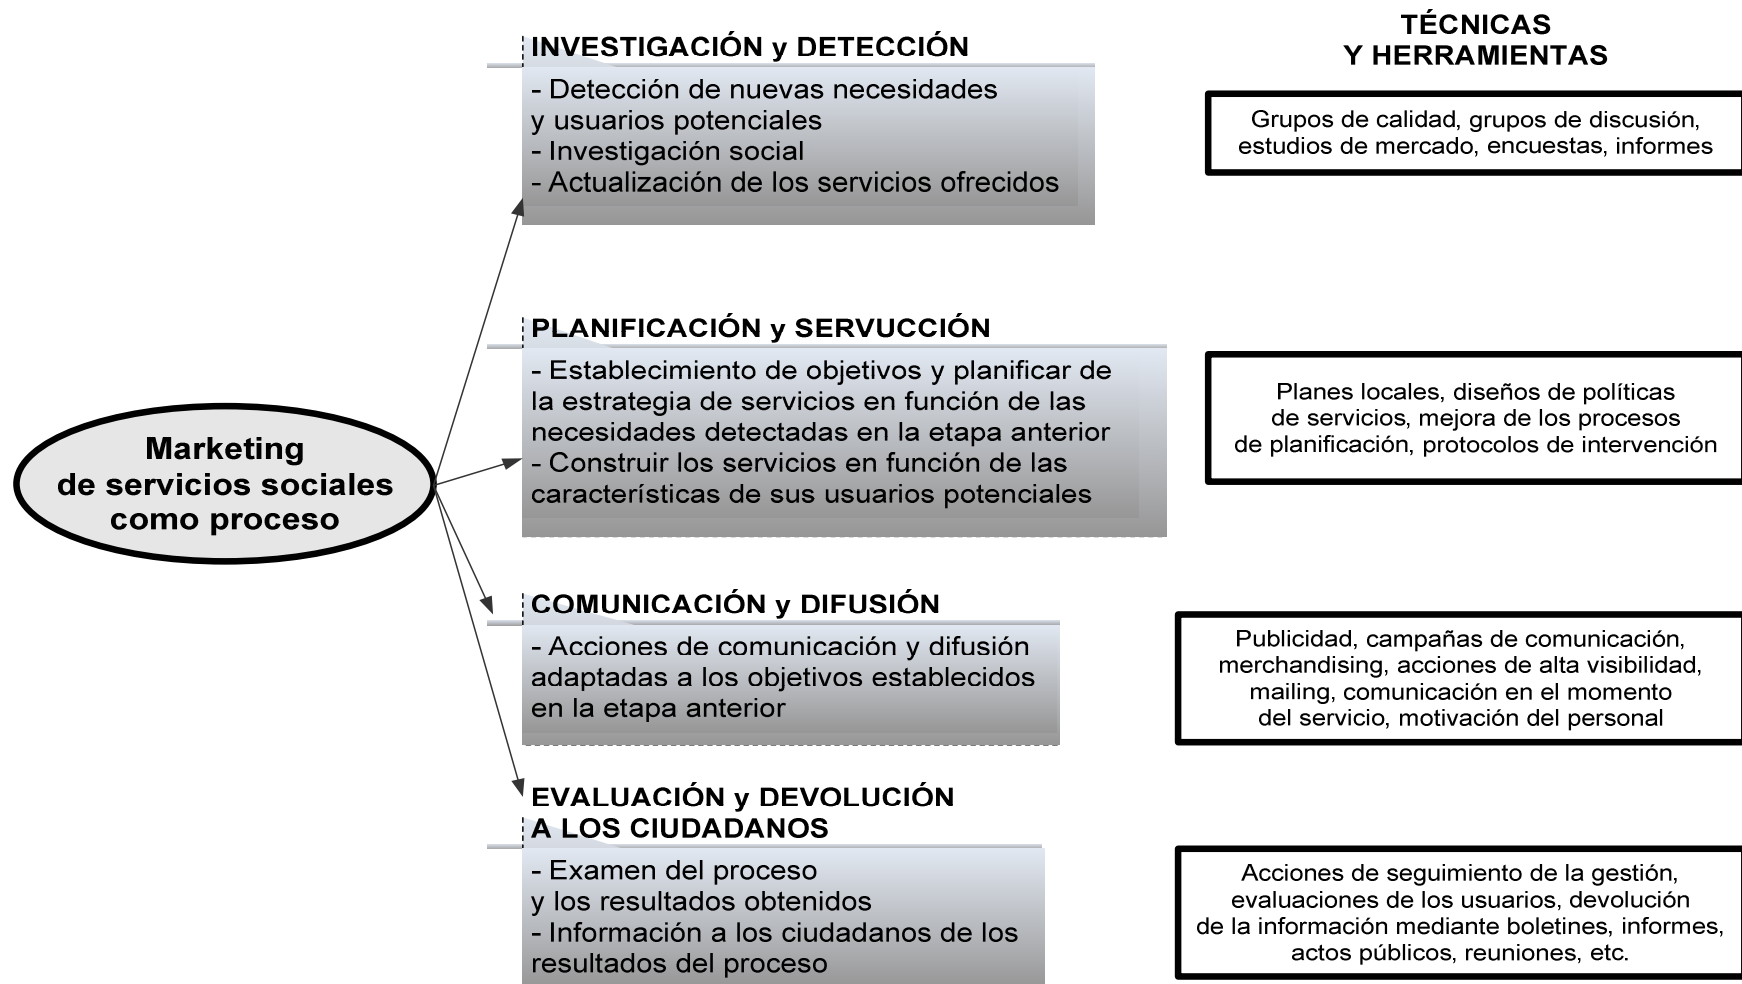 INVESTIGACIÓN y DETECCIÓN
- Detección de nuevas necesidades
y usuarios potenciales
- Investigación social
- Actualización de los servicios ofrecidos
TÉCNICAS
Y HERRAMIENTAS
Grupos de calidad, grupos de discusión,
estudios de mercado, encuestas, informes
Marketing
de servicios sociales
como proceso
PLANIFICACIÓN y SERVUCCIÓN
- Establecimiento de objetivos y planificar de
la estrategia de servicios en función de las
necesidades detectadas en la etapa anterior
- Construir los servicios en función de las
características de sus usuarios potenciales
Planes locales, diseños de políticas
de servicios, mejora de los procesos
de planificación, protocolos de intervención
COMUNICACIÓN y DIFUSIÓN
- Acciones de comunicación y difusión
adaptadas a los objetivos establecidos
en la etapa anterior
Publicidad, campañas de comunicación,
merchandising, acciones de alta visibilidad,
mailing, comunicación en el momento
del servicio, motivación del personal
EVALUACIÓN y DEVOLUCIÓN
A LOS CIUDADANOS
- Examen del proceso
y los resultados obtenidos
- Información a los ciudadanos de los
resultados del proceso
Acciones de seguimiento de la gestión,
evaluaciones de los usuarios, devolución
de la información mediante boletines, informes,
actos públicos, reuniones, etc.